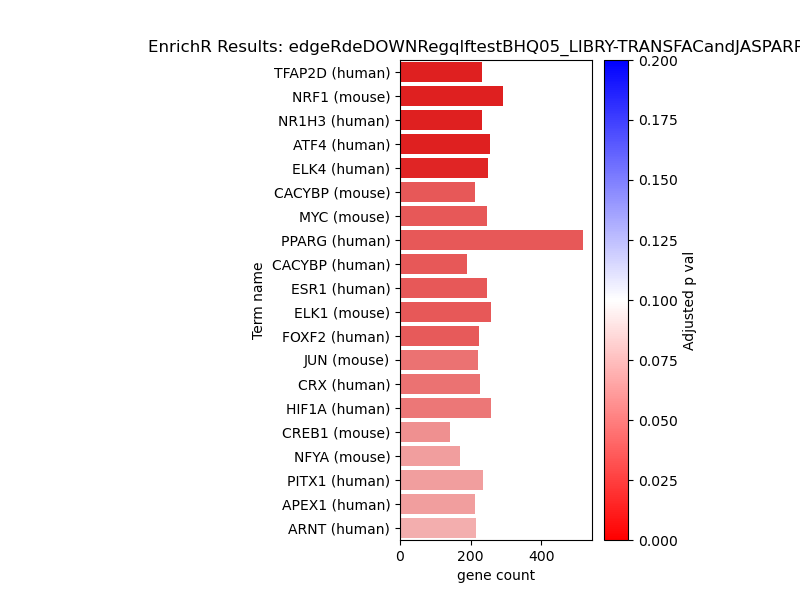 EnrichR Results: edgeRdeDOWNRegqlftestBHQ05_LIBRY-TRANSFACandJASPARP
TFAP2D (human)
NRF1 (mouse)
NR1H3 (human)
ATF4 (human)
ELK4 (human)
CACYBP (mouse)
MYC (mouse)
PPARG (human)
CACYBP (human)
ESR1 (human)
ELK1 (mouse)
FOXF2 (human)
JUN (mouse)
CRX (human)
HIF1A (human)
CREB1 (mouse)
NFYA (mouse)
PITX1 (human)
APEX1 (human)
ARNT (human)
Term name
0 200 400
gene count
0.200
0.175
0.150
0.125
0.100
0.075
0.050
0.025
0.000
Adjusted p val